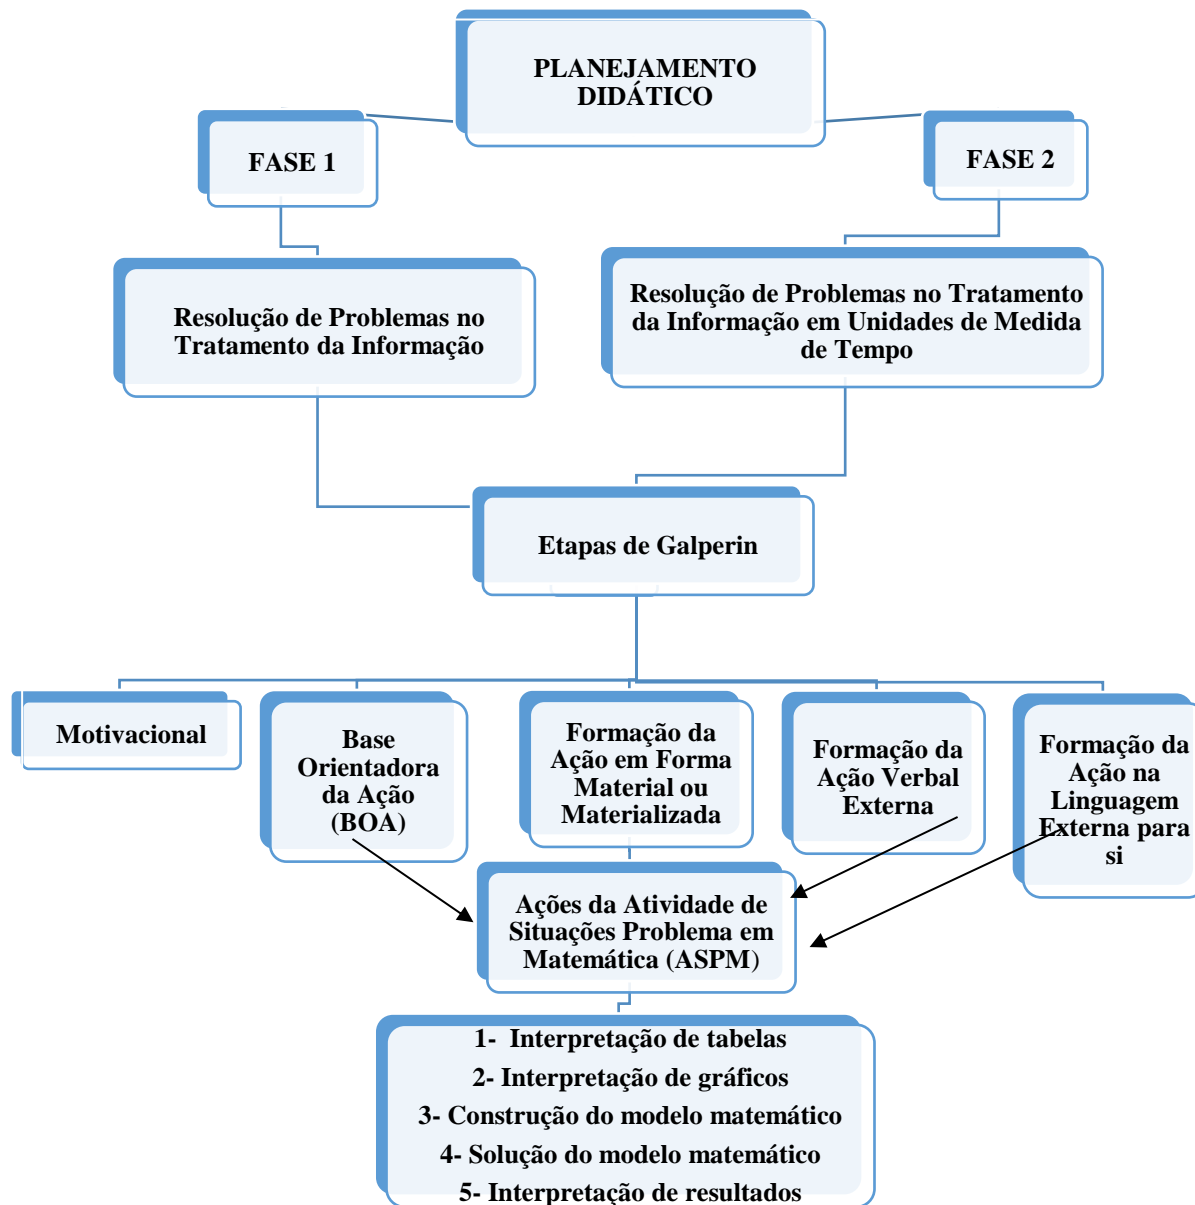 PLANEJAMENTO
DIDÁTICO
FASE 1
FASE 2
Resolução de Problemas no
Tratamento da Informação
Resolução de Problemas no Tratamento
da Informação em Unidades de Medida
de Tempo
Etapas de Galperin
Motivacional
Base
Orientadora
da Ação
(BOA)
Formação da
Ação em Forma
Material ou
Materializada
Formação da
Ação Verbal
Externa
Formação da
Ação na
Linguagem
Externa para
si
Ações da Atividade de
Situações Problema em
Matemática (ASPM)
1- Interpretação de tabelas
2- Interpretação de gráficos
3- Construção do modelo matemático
4- Solução do modelo matemático
5- Interpretação de resultados